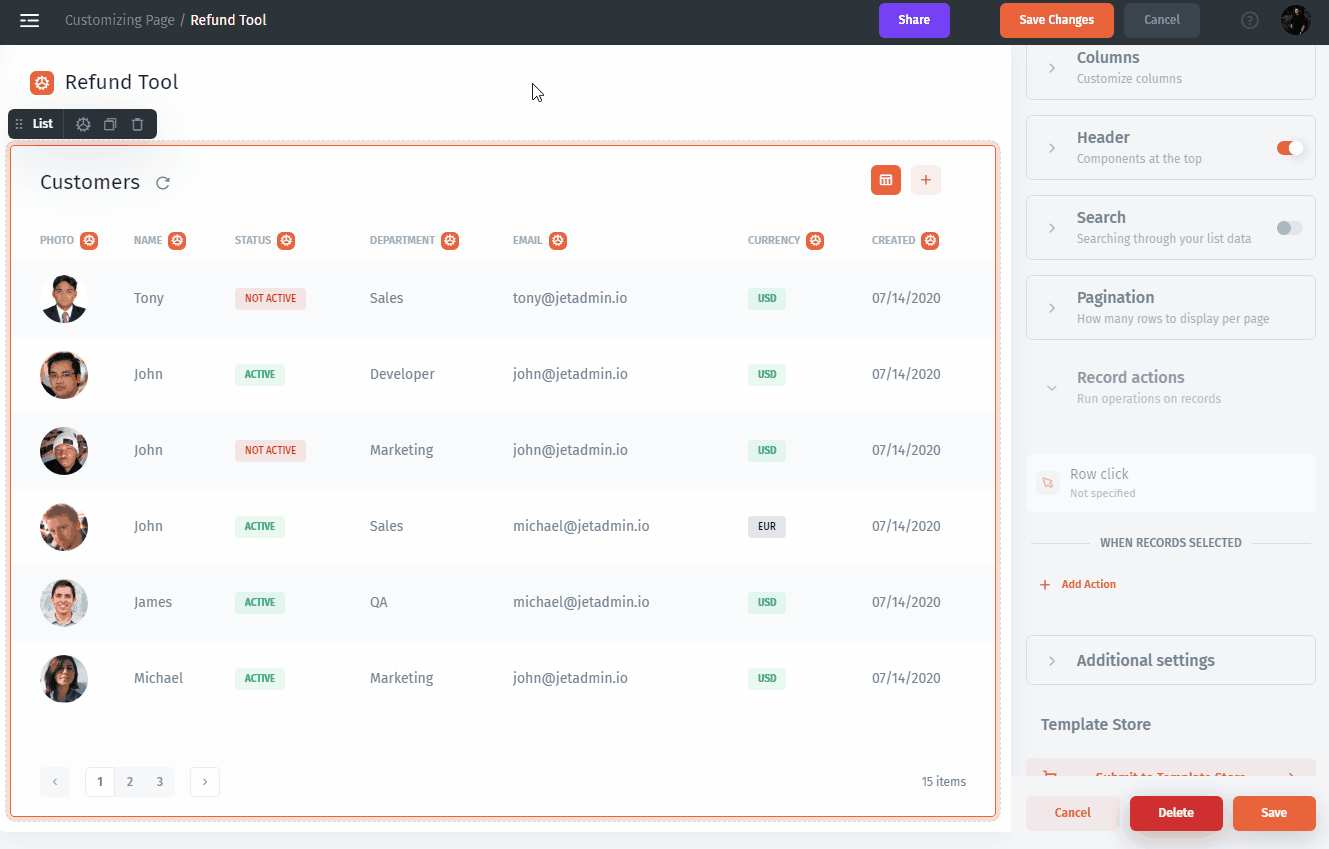 Customizing Page / Refund Tool
Share
Save Changes
Cancel
?
Refund Tool
List
Customers
+
PHOTO NAME STATUS DEPARTMENT EMAIL CURRENCY CREATED
Tony NOT ACTIVE Sales tony@jetadmin.io USD 07/14/2020
John ACTIVE Developer john@jetadmin.io USD 07/14/2020
John NOT ACTIVE Marketing john@jetadmin.io USD 07/14/2020
John ACTIVE Sales michael@jetadmin.io EUR 07/14/2020
James ACTIVE QA michael@jetadmin.io USD 07/14/2020
Michael ACTIVE Marketing john@jetadmin.io USD 07/14/2020
1 2 3
15 items
Columns
Customize columns
Header
Components at the top
Search
Searching through your list data
Pagination
How many rows to display per page
Record actions
Run operations on records
Row click
Not specified
WHEN RECORDS SELECTED
+ Add Action
Additional settings
Template Store
Submit to Template Store
Cancel
Delete
Save